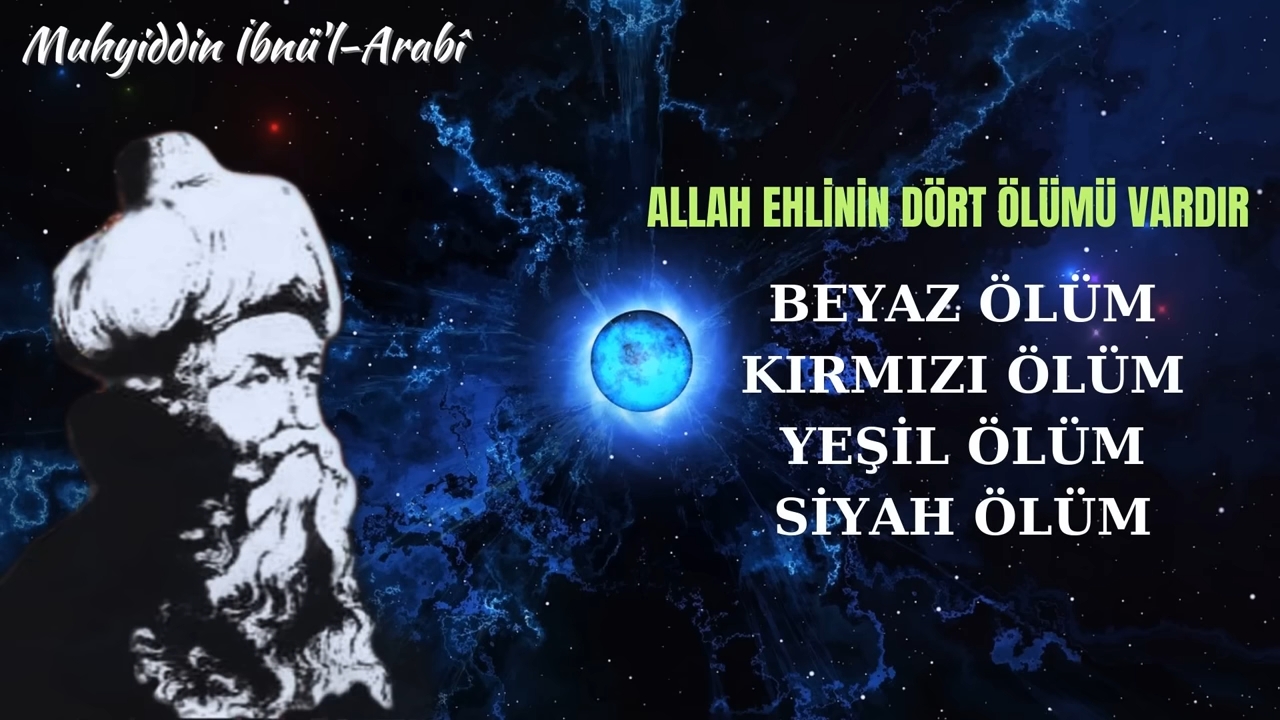 Muhyiddin İbnü'l-Arabî
ALLAH EHLİNİN DÖRT ÖLÜMÜ VARDIR
BEYAZ ÖLÜM
KIRMIZI ÖLÜM
YEŞİL ÖLÜM
SİYAH ÖLÜM